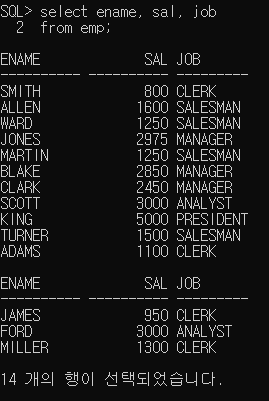 SQL> select ename, sal, job
  2  from emp;
ENAME             SAL JOB
---------- ---------- ---------
SMITH             800 CLERK
ALLEN            1600 SALESMAN
WARD             1250 SALESMAN
JONES            2975 MANAGER
MARTIN           1250 SALESMAN
BLAKE            2850 MANAGER
CLARK            2450 MANAGER
SCOTT            3000 ANALYST
KING             5000 PRESIDENT
TURNER           1500 SALESMAN
ADAMS            1100 CLERK
ENAME             SAL JOB
---------- ---------- ---------
JAMES             950 CLERK
FORD             3000 ANALYST
MILLER           1300 CLERK
14 개의 행이 선택되었습니다.